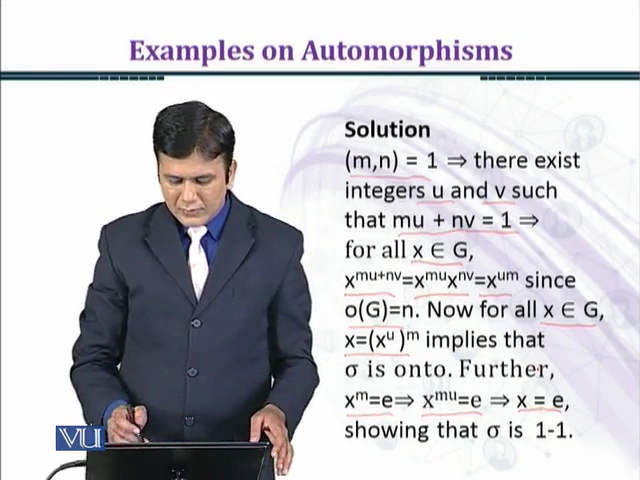 Examples on Automorphisms
Solution
(m,n) = 1 ⇒ there exist
integers u and v such
that mu + nv = 1 ⇒
for all x ∈ G,
x^{mu+nv}=x^{mu}x^{nv}=x^{um} since
o(G)=n. Now for all x ∈ G,
x=(x^u )^m implies that
σ is onto. Further,
x^m=e⇒ x^{mu}=e ⇒ x = e,
showing that σ is 1-1.
VU